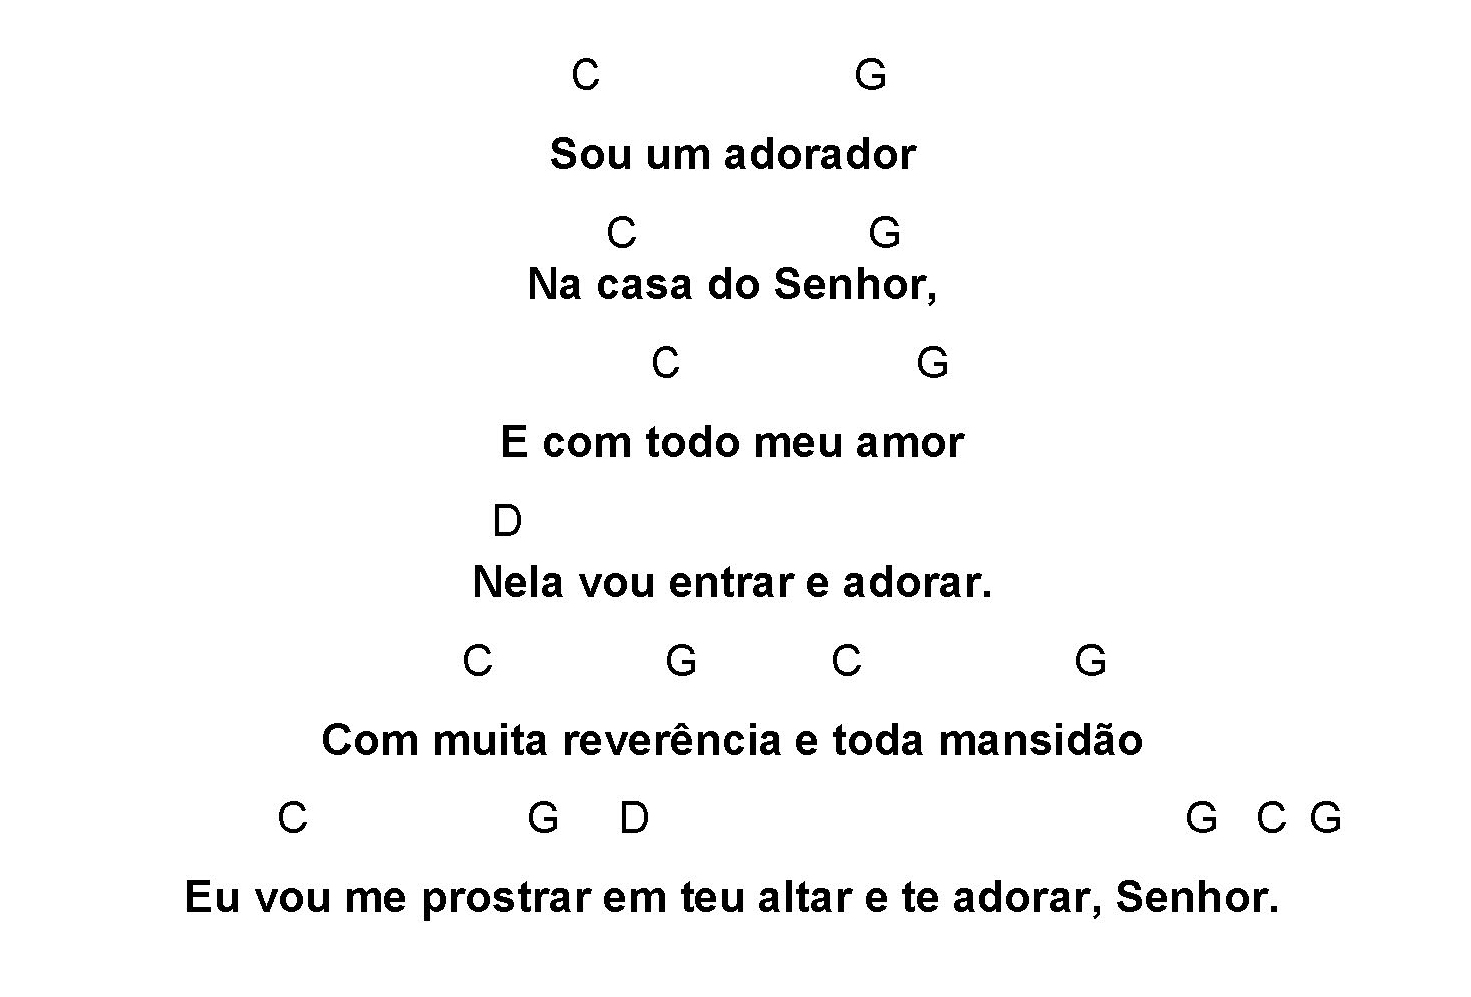 C G
Sou um adorador
C G
Na casa do Senhor,
C G
E com todo meu amor
D
Nela vou entrar e adorar.
C G C G
Com muita reverência e toda mansidão
C G D G C G
Eu vou me prostrar em teu altar e te adorar, Senhor.